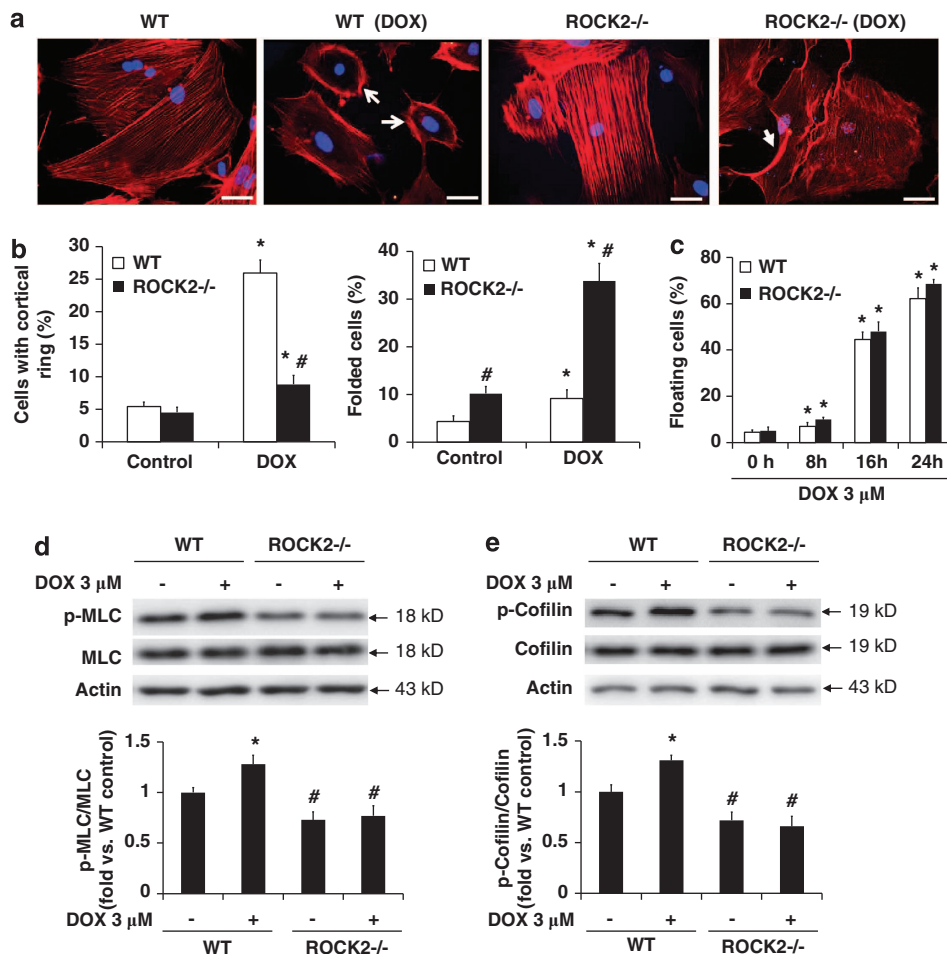 a
WT
WT (DOX)
ROCK2-/-
ROCK2-/- (DOX)
b
Cells with cortical
ring (%)
30
25
20
15
10
5
0
WT
ROCK2-/-
*
* #
Control
DOX
Folded cells (%)
40
30
20
10
0
WT
ROCK2-/-
#
*
* #
Control
DOX
c
Floating cells (%)
80
60
40
20
0
WT
ROCK2-/-
* *
* *
* *
0 h
8h
16h
24h
DOX 3 µM
d
WT
ROCK2-/-
DOX 3 µM - + - +
p-MLC ← 18 kD
MLC ← 18 kD
Actin ← 43 kD
p-MLC/MLC
(fold vs. WT control)
1.5
1
0.5
0
*
#
#
DOX 3 µM - + - +
WT
ROCK2-/-
e
WT
ROCK2-/-
DOX 3 µM - + - +
p-Cofilin ← 19 kD
Cofilin ← 19 kD
Actin ← 43 kD
p-Cofilin/Cofilin
(fold vs. WT control)
1.5
1
0.5
0
*
#
#
DOX 3 µM - + - +
WT
ROCK2-/-